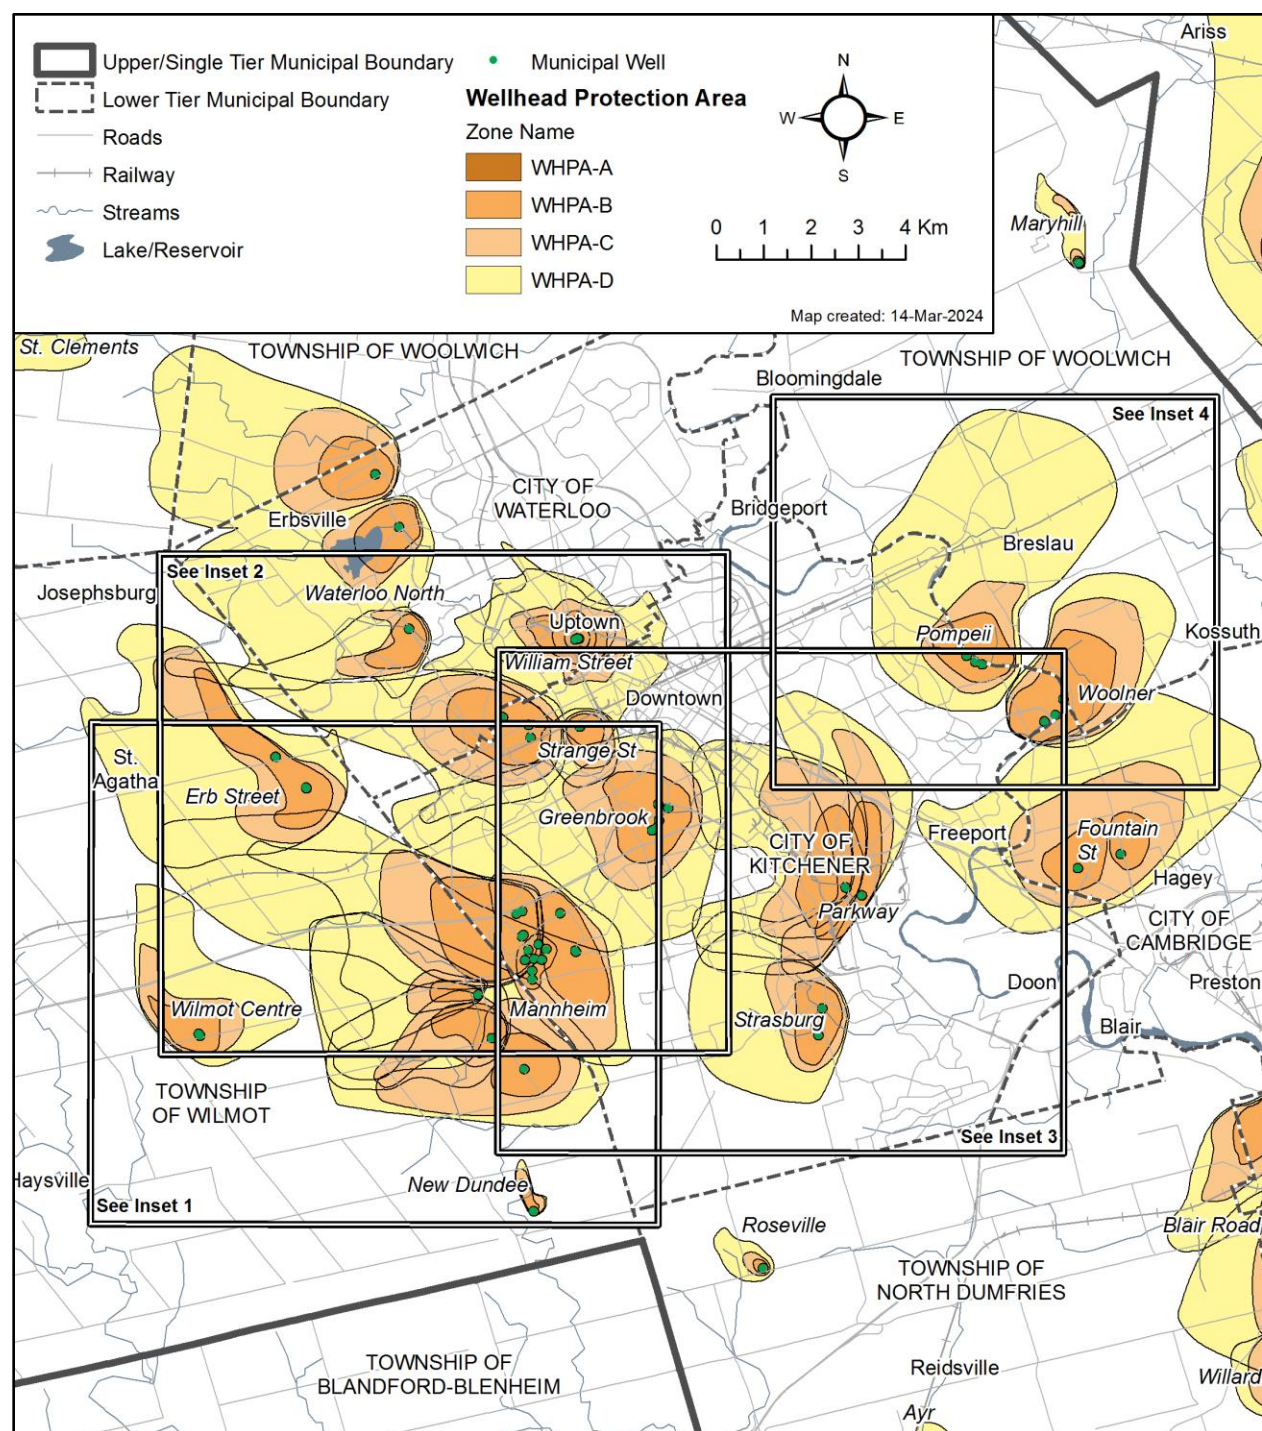 Upper/Single Tier Municipal Boundary
Lower Tier Municipal Boundary
Roads
Railway
Streams
Lake/Reservoir
Municipal Well
Wellhead Protection Area
Zone Name
WHPA-A
WHPA-B
WHPA-C
WHPA-D
N
W
E
S
0 1 2 3 4 Km
Map created: 14-Mar-2024
Ariss
Maryhill
St. Clements
TOWNSHIP OF WOOLWICH
TOWNSHIP OF WOOLWICH
Bloomingdale
See Inset 4
CITY OF
WATERLOO
Bridgeport
Erbsville
Breslau
See Inset 2
Josephsburg
Waterloo North
Uptown
Pompeii
Kossuth
William Street
Downtown
Woolner
Strange St
St.
Agatha
Erb Street
Greenbrook
CITY OF
KITCHENER
Freeport
Fountain
St
Hagey
Parkway
CITY OF
CAMBRIDGE
Doon
Preston
Wilmot Centre
Mannheim
Strasburg
Blair
TOWNSHIP
OF WILMOT
See Inset 3
Haysville
New Dundee
See Inset 1
Roseville
Blair Road
TOWNSHIP OF
NORTH DUMFRIES
TOWNSHIP OF
BLANDFORD-BLENHEIM
Reidsville
Willard
Ayr